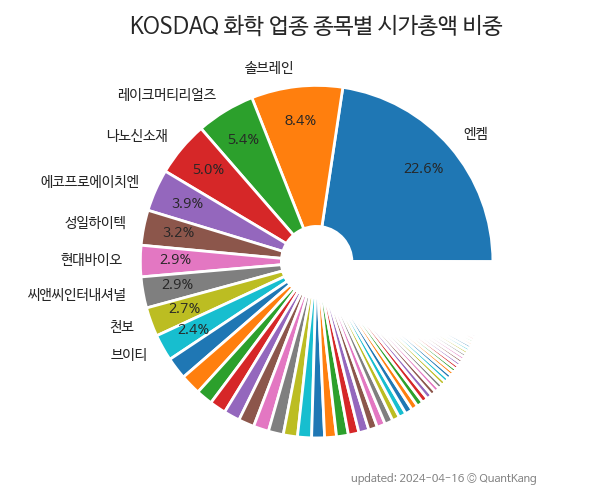 KOSDAQ 화학 업종 종목별 시가총액 비중
솔브레인
레이크머티리얼즈
엔켐
나노신소재
에코프로에이치엔
성일하이텍
현대바이오
씨앤씨인터내셔널
천보
브이티
22.6%
8.4%
5.4%
5.0%
3.9%
3.2%
2.9%
2.9%
2.7%
2.4%
updated: 2024-04-16 © QuantKang